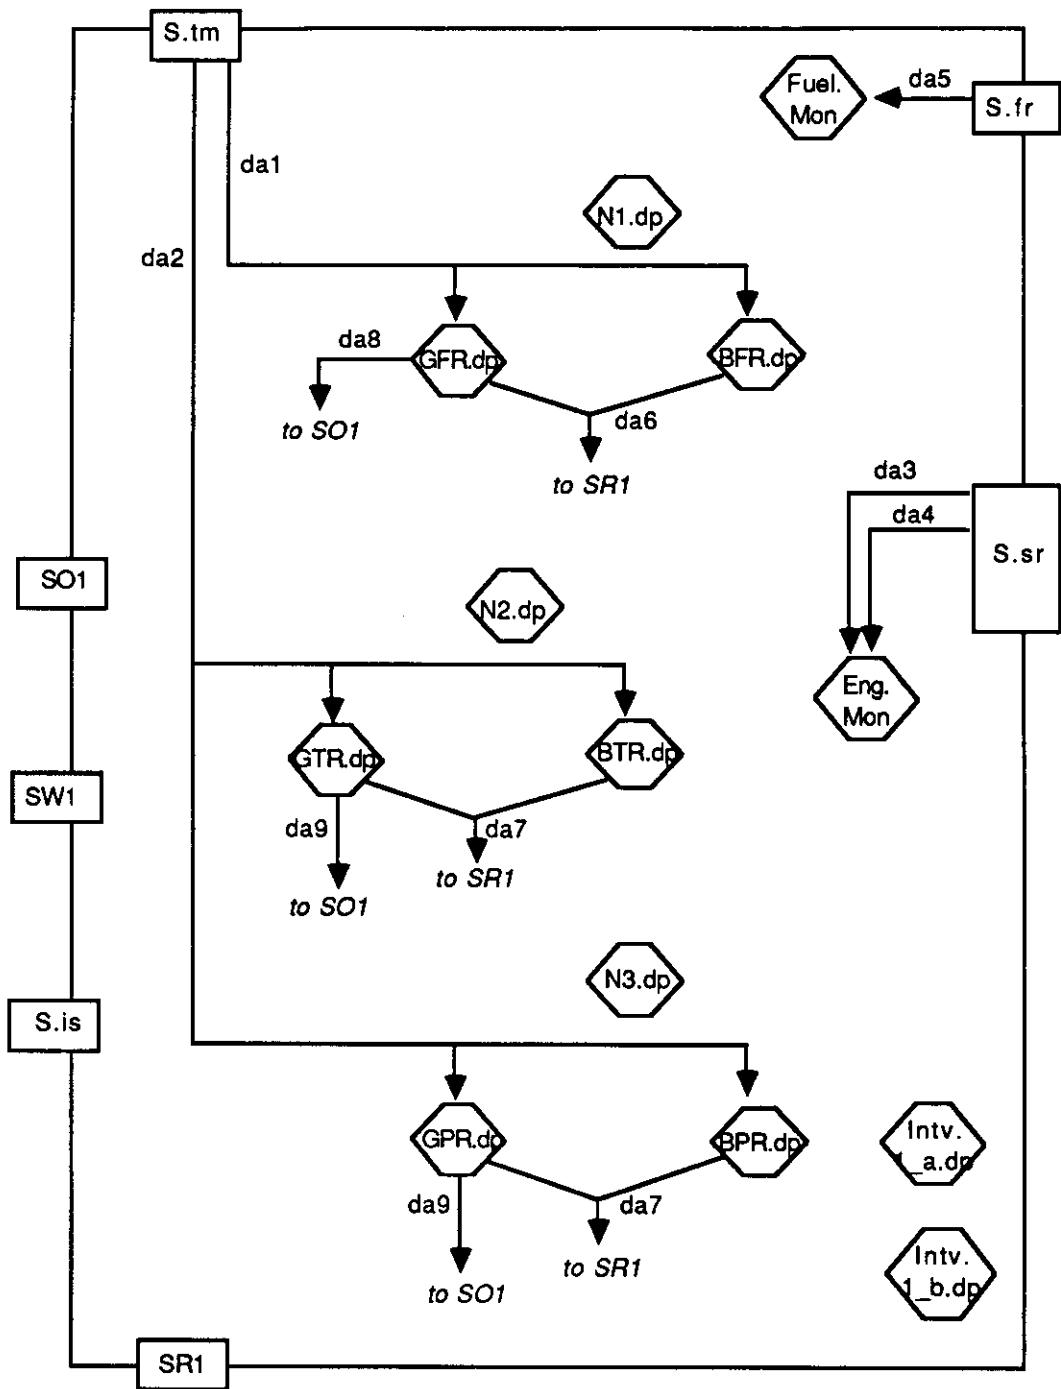 S.tm
Fuel.
Mon
da5
S.fr
da1
N1.dp
da2
da8
GFR.dp
BFR.dp
to SO1
da6
to SR1
da3
da4
S.sr
SO1
N2.dp
Eng.
Mon
GTR.dp
BTR.dp
SW1
da9
da7
to SR1
to SO1
N3.dp
S.is
GPR.dp
BPR.dp
Intv.
1_a.dp
da9
da7
to SR1
to SO1
Intv.
1_b.dp
SR1